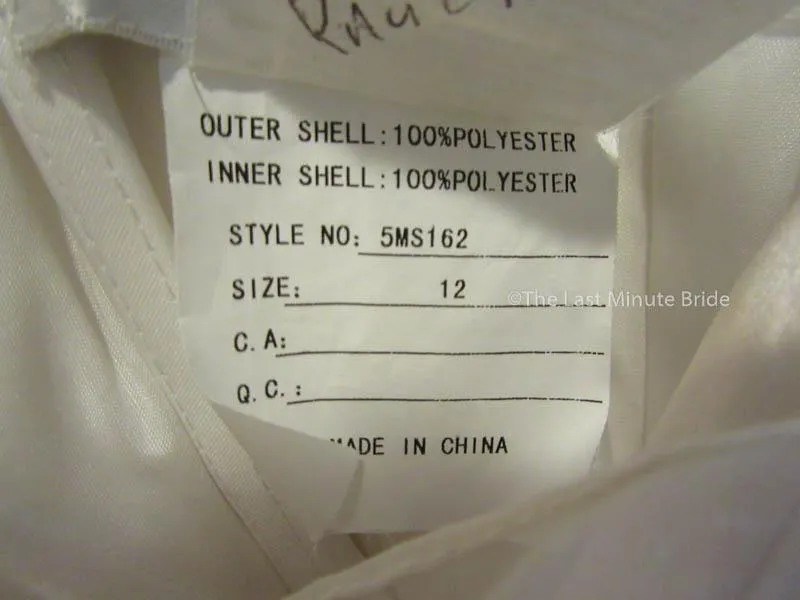 OUTER SHELL:100%POLYESTER
INNER SHELL:100%POLYESTER
STYLE NO: 5MS162
SIZE: 12
©The Last Minute Bride
C.A:
Q.C.:
MADE IN CHINA